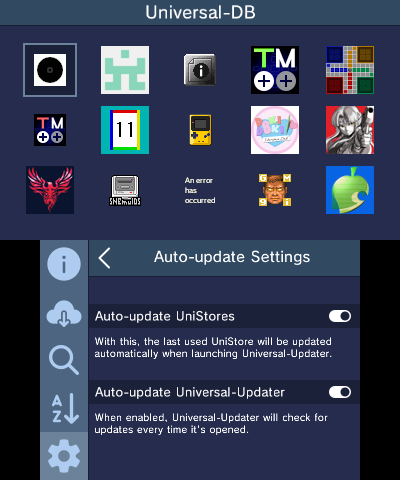 Universal-DB
TM
TM
11
SNEmulDS
An error
has
occurred
G M
9 i
Auto-update Settings
Auto-update UniStores
With this, the last used UniStore will be updated
automatically when launching Universal-Updater.
Auto-update Universal-Updater
When enabled, Universal-Updater will check for
updates every time it's opened.
A
Z